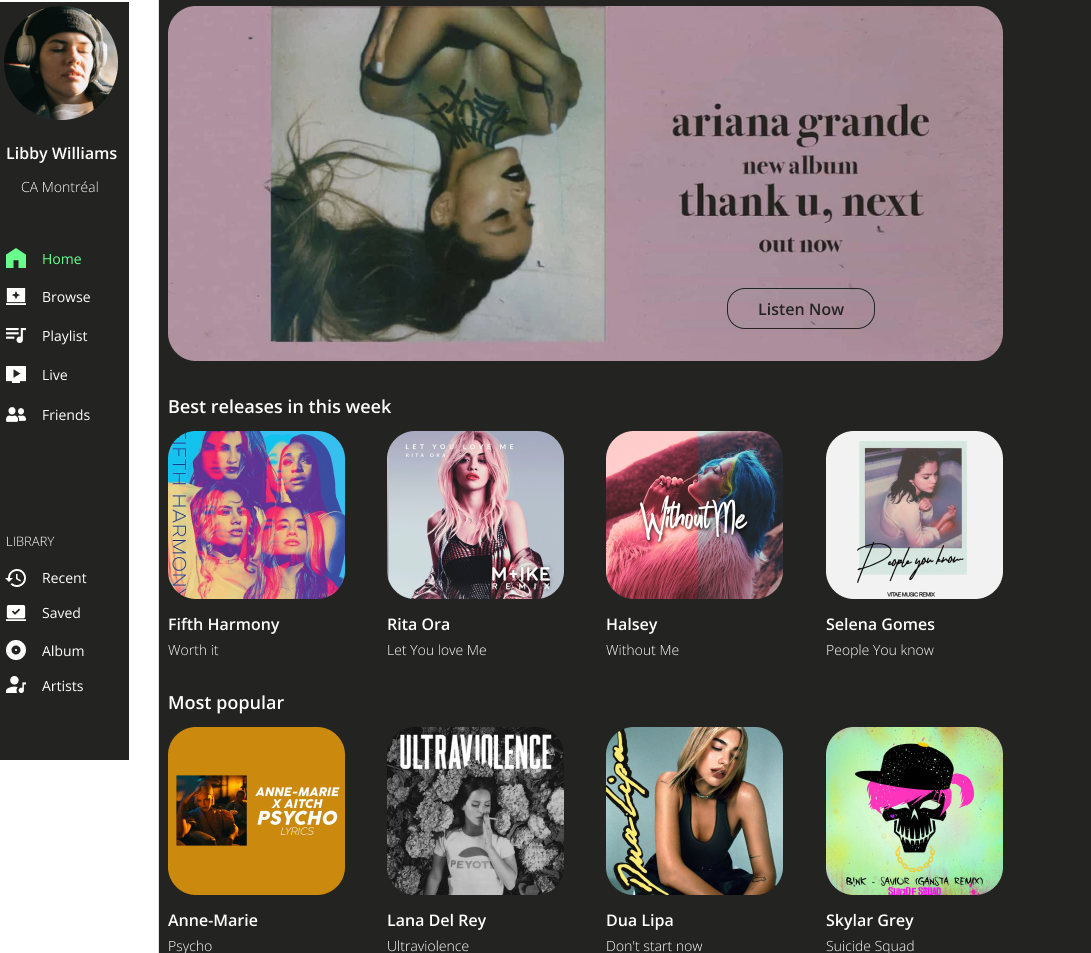 Libby Williams
CA Montréal
Home
Browse
Playlist
Live
Friends
LIBRARY
Recent
Saved
Album
Artists
ariana grande
new album
thank u, next
out now
Listen Now
Best releases in this week
FIFTH HARMONY
LET YOU LOVE ME
RITA ORA
M+IKE
REMIX
Without Me
People you know
VITAE MUSIC REMIX
Fifth Harmony
Worth it
Rita Ora
Let You love Me
Halsey
Without Me
Selena Gomes
People You know
Most popular
ANNE-MARIE
X AITCH
PSYCHO
LYRICS
ULTRAVIOLENCE
PEYOT
Dua Lipa
B!NK - SAVIOR (GANSTA REMIX)
SUICIDE SQUAD
Anne-Marie
Psycho
Lana Del Rey
Ultraviolence
Dua Lipa
Don't start now
Skylar Grey
Suicide Squad